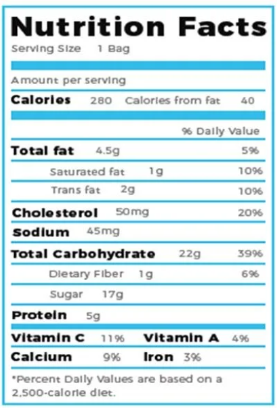 Nutrition Facts
Serving Size 1 Bag
Amount per serving
Calories 280 Calories from fat 40
% Daily Value
Total fat 4.5g 5%
Saturated fat 1g 10%
Trans fat 2g 10%
Cholesterol 50mg 20%
Sodium 45mg
Total Carbohydrate 22g 39%
Dietary Fiber 1g 6%
Sugar 17g
Protein 5g
Vitamin C 11% Vitamin A 4%
Calcium 9% Iron 3%
*Percent Daily Values are based on a
2,500-calorie diet.